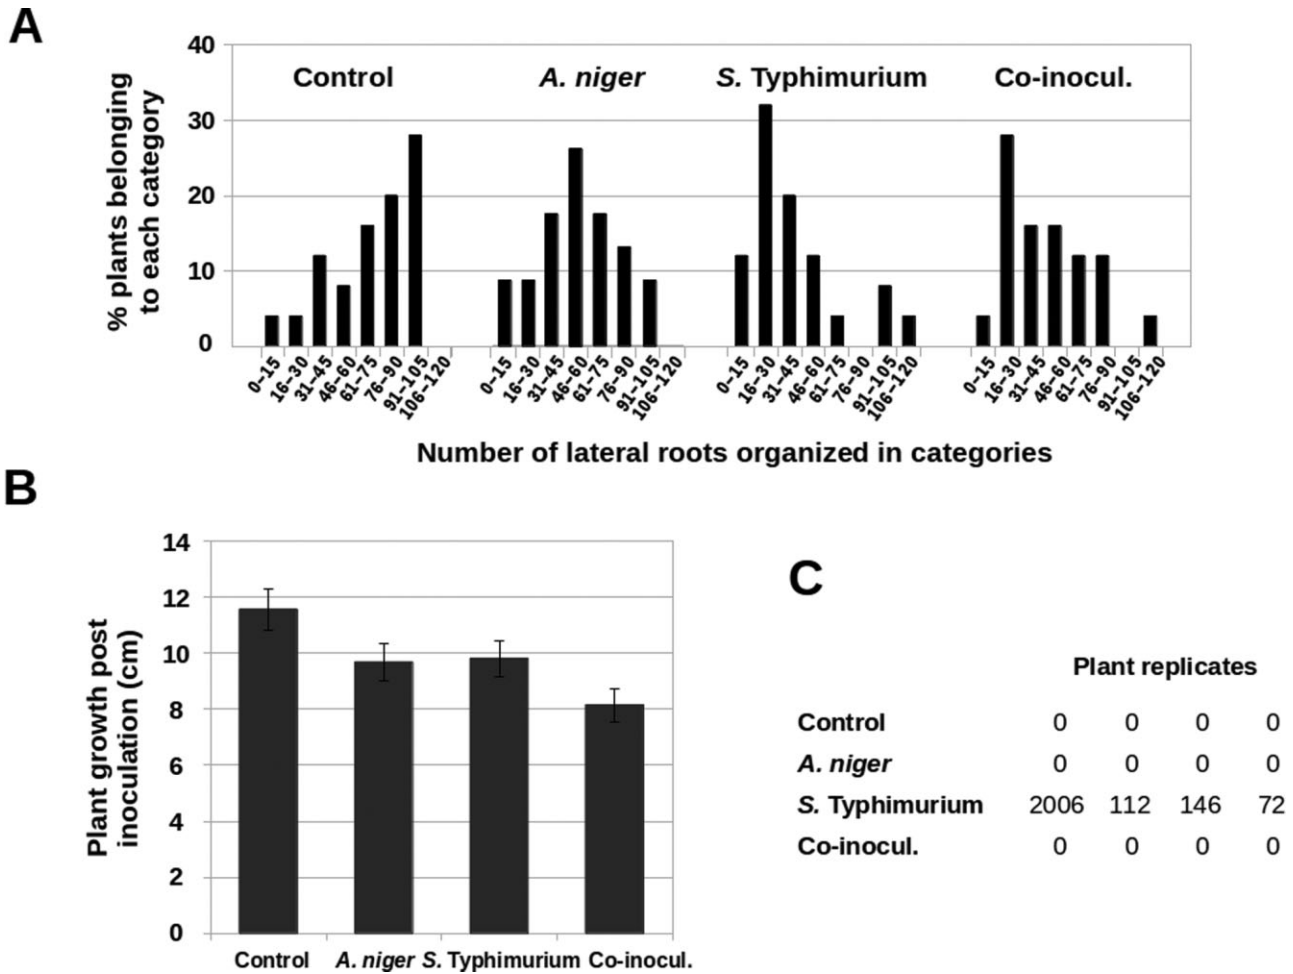 A
% plants belonging
to each category
40
30
20
10
0
Control
A. niger
S. Typhimurium
Co-inocul.
0–15
16–30
31–45
46–60
61–75
76–90
91–105
106–120
0–15
16–30
31–45
46–60
61–75
76–90
91–105
106–120
0–15
16–30
31–45
46–60
61–75
76–90
91–105
106–120
0–15
16–30
31–45
46–60
61–75
76–90
91–105
106–120
Number of lateral roots organized in categories
B
Plant growth post
inoculation (cm)
14
12
10
8
6
4
2
0
Control A. niger S. Typhimurium Co-inocul.
C
Plant replicates
Control 0 0 0 0
A. niger 0 0 0 0
S. Typhimurium 2006 112 146 72
Co-inocul. 0 0 0 0